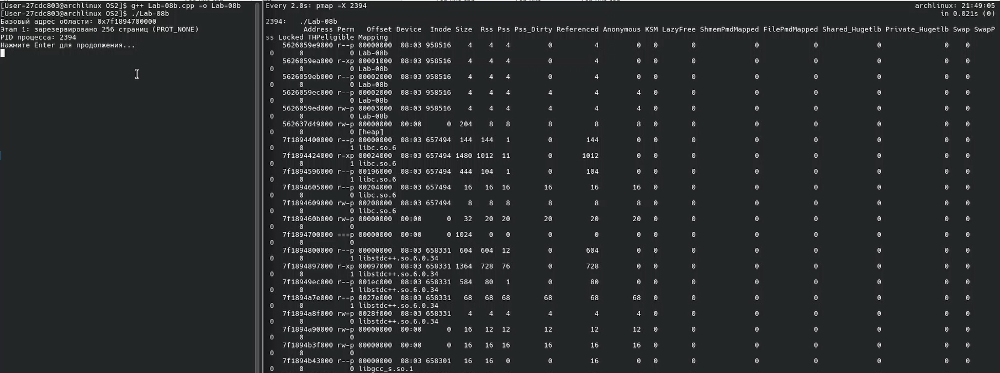 [User-27cdc803@archlinux OS2]$ g++ Lab-08b.cpp -o Lab-08b
[User-27cdc803@archlinux OS2]$ ./Lab-08b
Базовый адрес области: 0x7f1894700000
Этап 1: зарезервировано 256 страниц (PROT_NONE)
PID процесса: 2394
Нажмите Enter для продолжения...
Every 2.0s: pmap -X 2394 archlinux: 21:49:05
in 0.021s (0)
2394: ./Lab-08b
Address Perm Offset Device Inode Size Rss Pss Pss_Dirty Referenced Anonymous KSM LazyFree ShmemPmdMapped FilePmdMapped Shared_Hugetlb Private_Hugetlb Swap SwapP
ss Locked THPeligible Mapping
5626059e9000 r--p 00000000 08:03 958516 4 4 4 0 4 0 0 0 0 0 0 0 0 0
0 0 0 Lab-08b
5626059ea000 r-xp 00001000 08:03 958516 4 4 4 0 4 0 0 0 0 0 0 0 0 0
0 0 0 Lab-08b
5626059eb000 r--p 00002000 08:03 958516 4 4 4 0 4 0 0 0 0 0 0 0 0 0
0 0 0 Lab-08b
5626059ec000 r--p 00002000 08:03 958516 4 4 4 4 4 4 0 0 0 0 0 0 0 0
0 0 0 Lab-08b
5626059ed000 rw-p 00003000 08:03 958516 4 4 4 4 4 4 0 0 0 0 0 0 0 0
0 0 0 Lab-08b
562637d49000 rw-p 00000000 00:00 0 204 8 8 8 8 8 0 0 0 0 0 0 0 0
0 0 0 [heap]
7f1894400000 r--p 00000000 08:03 657494 144 144 1 0 144 0 0 0 0 0 0 0 0 0
0 0 1 libc.so.6
7f1894424000 r-xp 00024000 08:03 657494 1480 1012 11 0 1012 0 0 0 0 0 0 0 0 0
0 0 1 libc.so.6
7f1894596000 r--p 00196000 08:03 657494 444 104 1 0 104 0 0 0 0 0 0 0 0 0
0 0 1 libc.so.6
7f1894605000 r--p 00204000 08:03 657494 16 16 16 16 16 16 0 0 0 0 0 0 0 0
0 0 0 libc.so.6
7f1894609000 rw-p 00208000 08:03 657494 8 8 8 8 8 8 0 0 0 0 0 0 0 0
0 0 0 libc.so.6
7f189460b000 rw-p 00000000 00:00 0 32 20 20 20 20 20 0 0 0 0 0 0 0 0
0 0 0
7f1894700000 ---p 00000000 00:00 0 1024 0 0 0 0 0 0 0 0 0 0 0 0 0
0 0 0
7f1894800000 r--p 00000000 08:03 658331 604 604 12 0 604 0 0 0 0 0 0 0 0 0
0 0 1 libstdc++.so.6.0.34
7f1894897000 r-xp 00097000 08:03 658331 1364 728 76 0 728 0 0 0 0 0 0 0 0 0
0 0 1 libstdc++.so.6.0.34
7f18949ec000 r--p 001ec000 08:03 658331 584 80 1 0 80 0 0 0 0 0 0 0 0 0
0 0 1 libstdc++.so.6.0.34
7f1894a7e000 r--p 0027e000 08:03 658331 68 68 68 68 68 68 0 0 0 0 0 0 0 0
0 0 1 libstdc++.so.6.0.34
7f1894a8f000 rw-p 0028f000 08:03 658331 4 4 4 4 4 4 0 0 0 0 0 0 0 0
0 0 0 libstdc++.so.6.0.34
7f1894a90000 rw-p 00000000 00:00 0 16 12 12 12 12 12 0 0 0 0 0 0 0 0
0 0 0
7f1894b3f000 rw-p 00000000 00:00 0 16 16 16 16 16 16 0 0 0 0 0 0 0 0
0 0 0
7f1894b43000 r--p 00000000 08:03 658301 16 16 0 0 16 0 0 0 0 0 0 0 0 0
0 0 0 libgcc_s.so.1